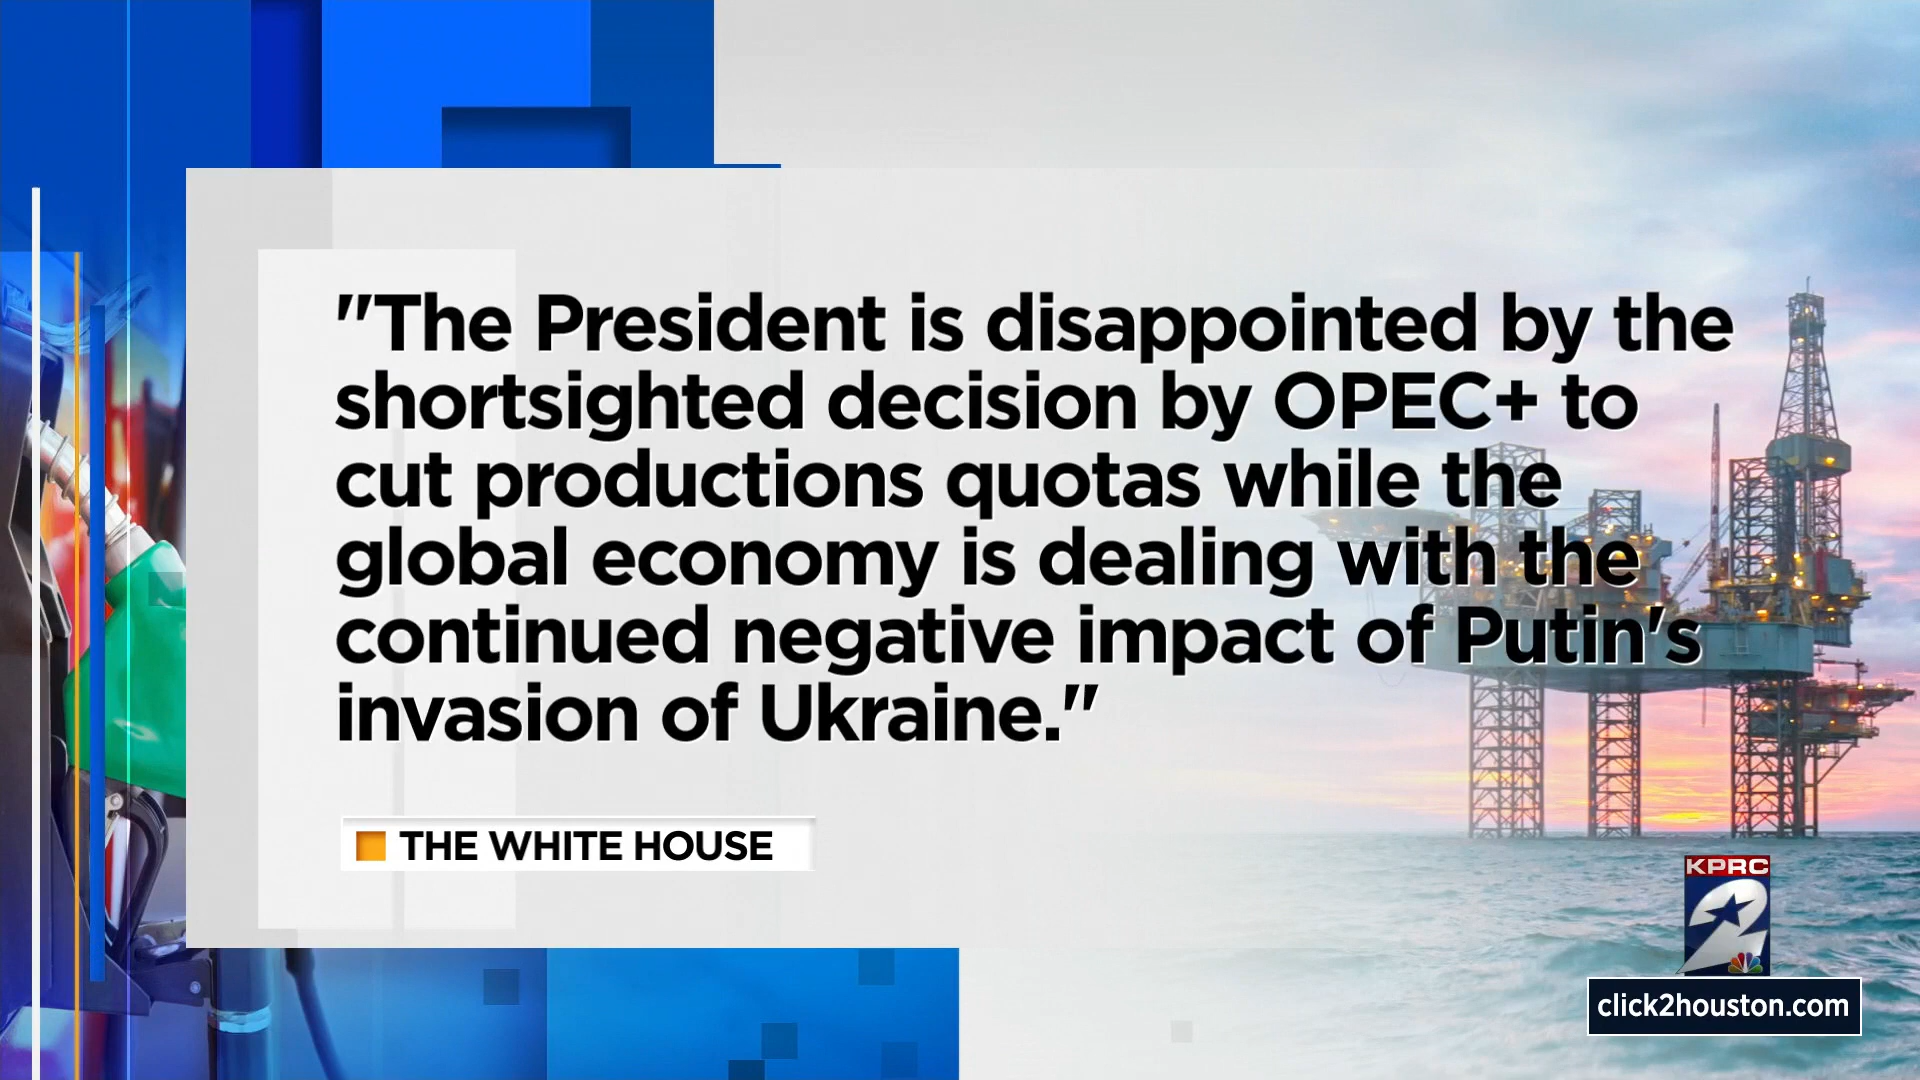 "The President is disappointed by the
shortsighted decision by OPEC+ to
cut productions quotas while the
global economy is dealing with the
continued negative impact of Putin's
invasion of Ukraine."
THE WHITE HOUSE
KPRC
2
click2houston.com